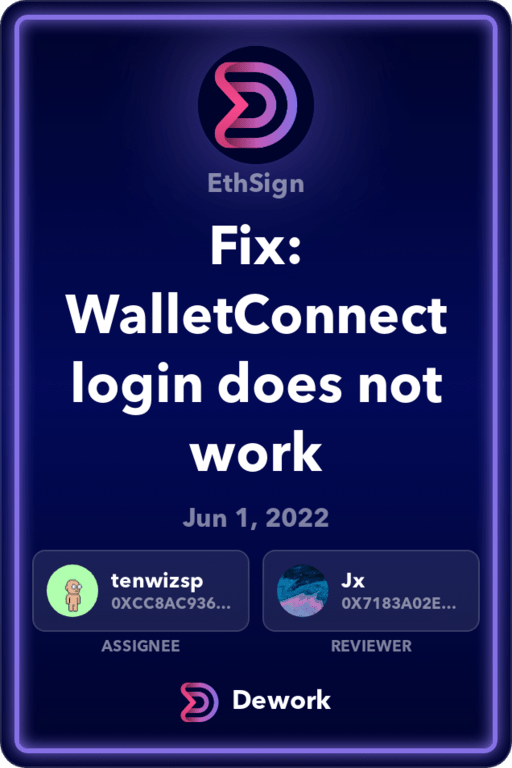 EthSign
Fix:
WalletConnect
login does not
work
Jun 1, 2022
tenwizsp
0XCC8AC936...
Jx
0X7183A02E...
ASSIGNEE
REVIEWER
Dework